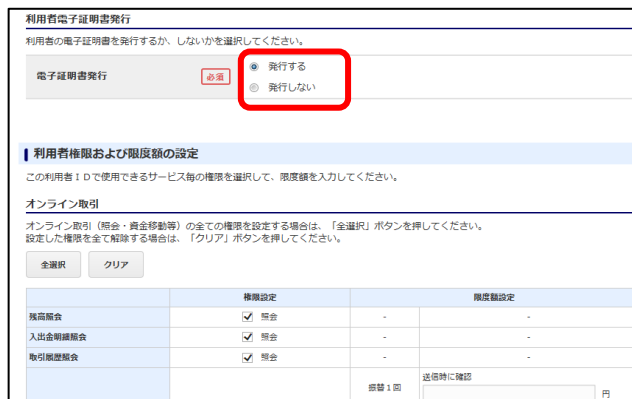 利用者電子証明書発行
利用者の電子証明書を発行するか、しないかを選択してください。
電子証明書発行 必須 発行する
発行しない
利用者権限および限度額の設定
この利用者ＩＤで使用できるサービス毎の権限を選択して、限度額を入力してください。
オンライン取引
オンライン取引（照会・資金移動等）の全ての権限を設定する場合は、「全選択」ボタンを押してください。
設定した権限を全て解除する場合は、「クリア」ボタンを押してください。
全選択 クリア
権限設定 限度額設定
残高照会 照会 - -
入出金明細照会 照会 - -
取引履歴照会 照会 - -
送信時に確認
振替１回 円